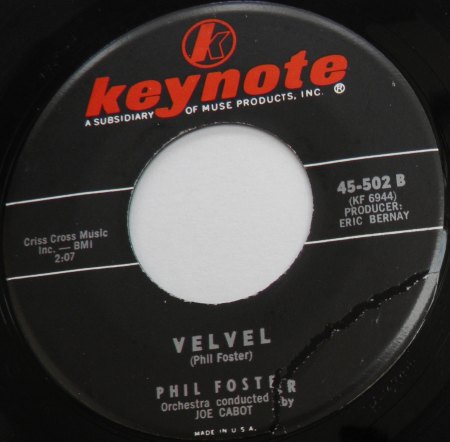 k
keynote
A SUBSIDIARY OF MUSE PRODUCTS, INC. ®
45-502 B
(KF 6944)
PRODUCER:
ERIC BERNAY
Criss Cross Music
Inc. — BMI
2:07
VELVEL
(Phil Foster)
PHIL FOSTER
Orchestra conducted by
JOE CABOT
MADE IN U.S.A.